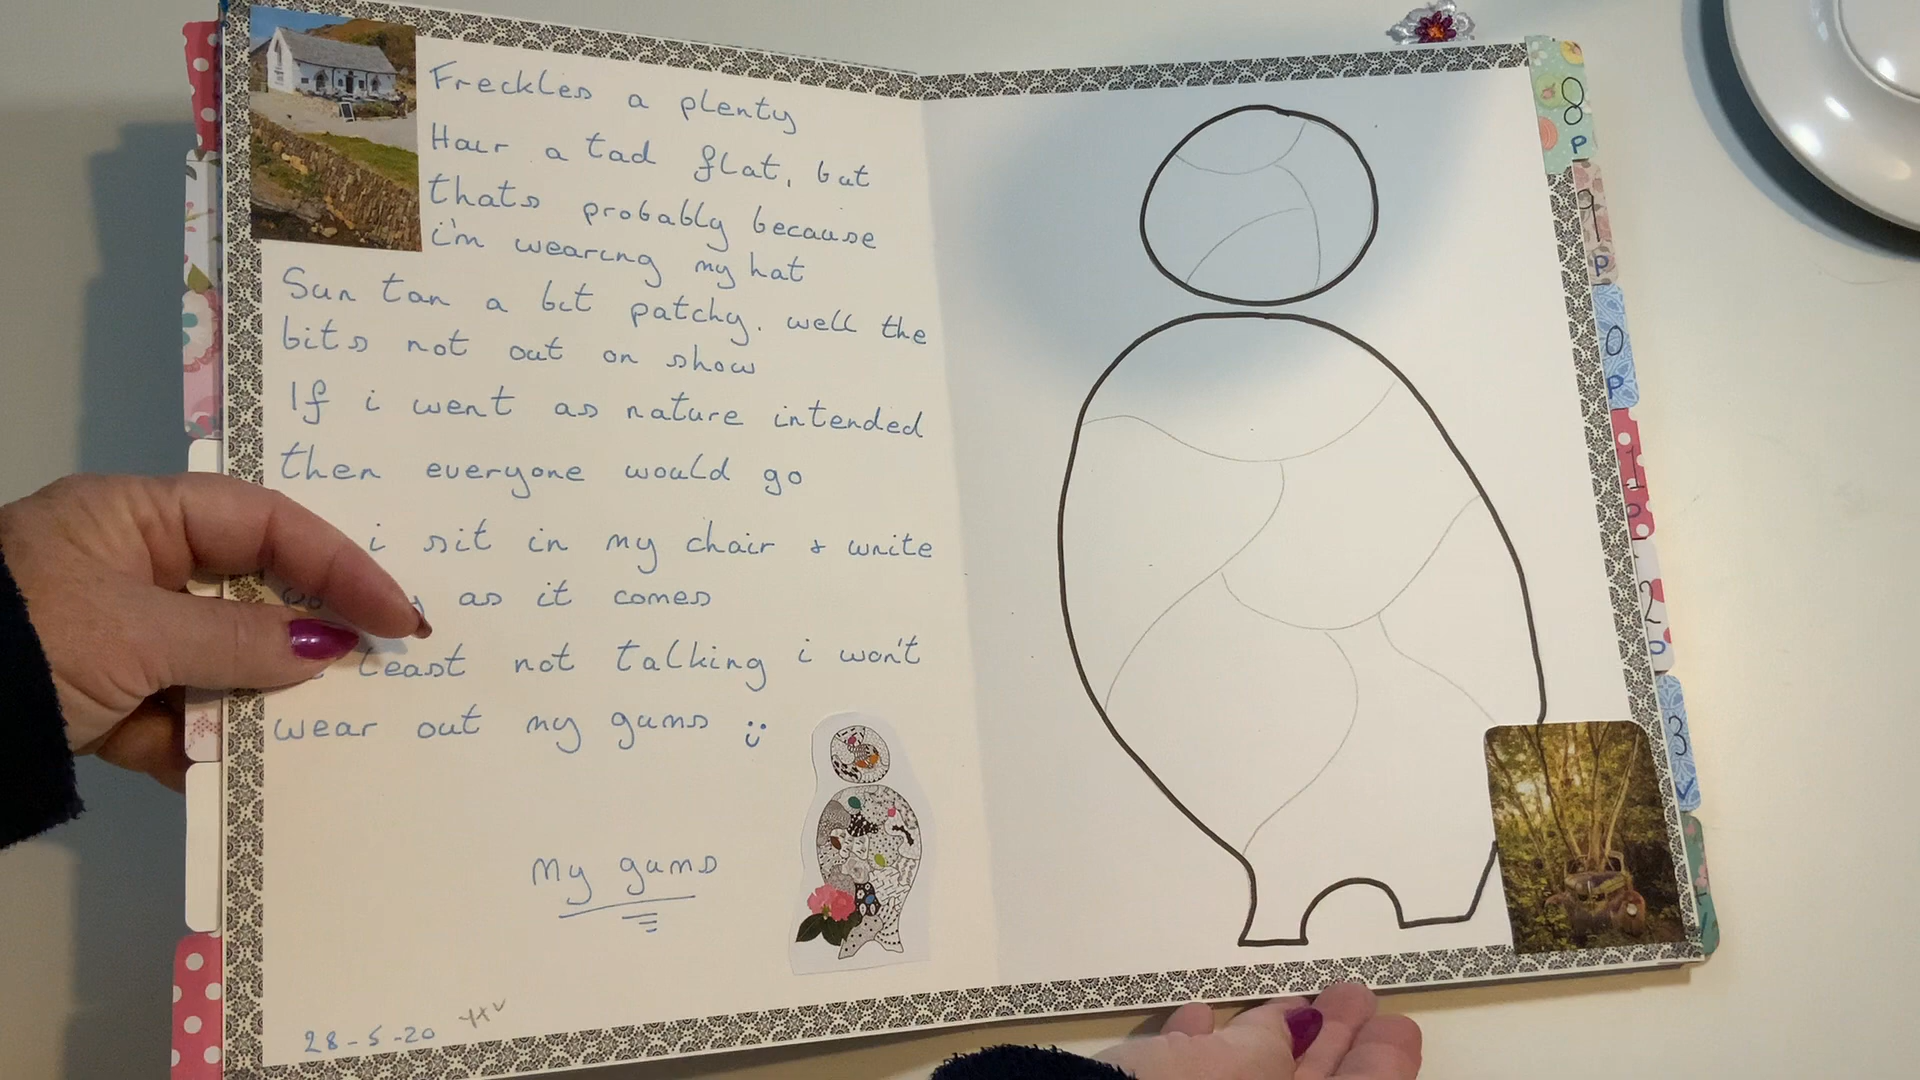 Freckles a plenty
Hair a tad flat, but
thats probably because
i'm wearing my hat
Sun tan a bit patchy. well the
bits not out on show
If i went as nature intended
then everyone would go
i sit in my chair & write
as it comes
least not talking i won't
wear out my gums
My gums
28-5-20
8
P
9
P
0
P
1
P
2
P
3